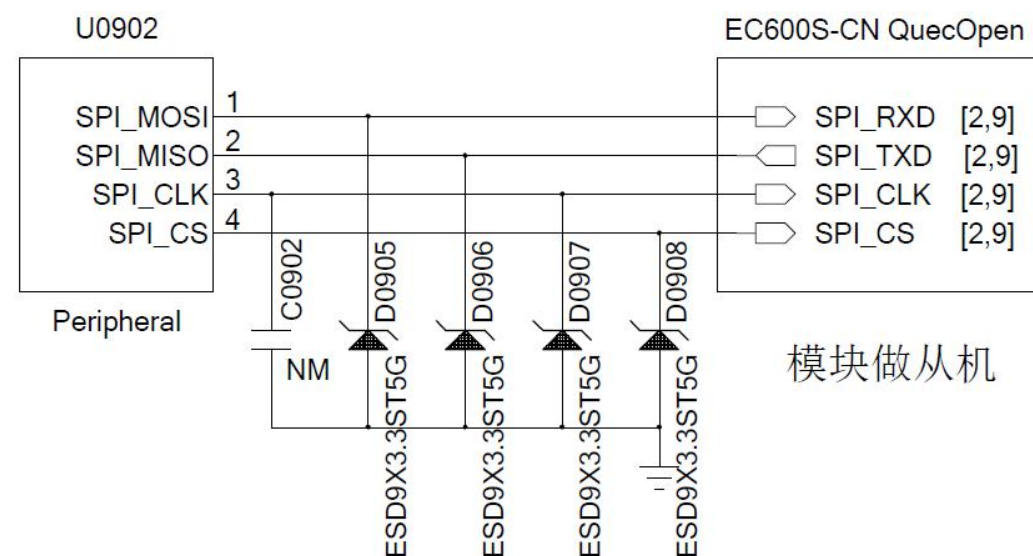 U0902
EC600S-CN QuecOpen
SPI_MOSI 1 SPI_RXD [2,9]
SPI_MISO 2 SPI_TXD [2,9]
SPI_CLK 3 SPI_CLK [2,9]
SPI_CS 4 SPI_CS [2,9]
Peripheral
C0902
NM
D0905
ESD9X3.3ST5G
D0906
ESD9X3.3ST5G
D0907
ESD9X3.3ST5G
D0908
ESD9X3.3ST5G
模块做从机